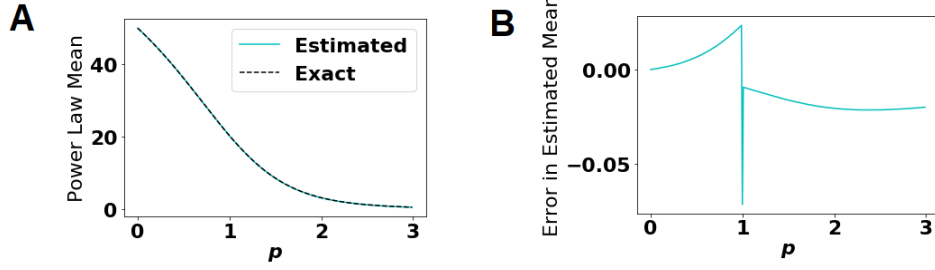 A
Power Law Mean
40
20
0
Estimated
Exact
0
1
2
3
p
B
Error in Estimated Mean
0.00
−0.05
0
1
2
3
p